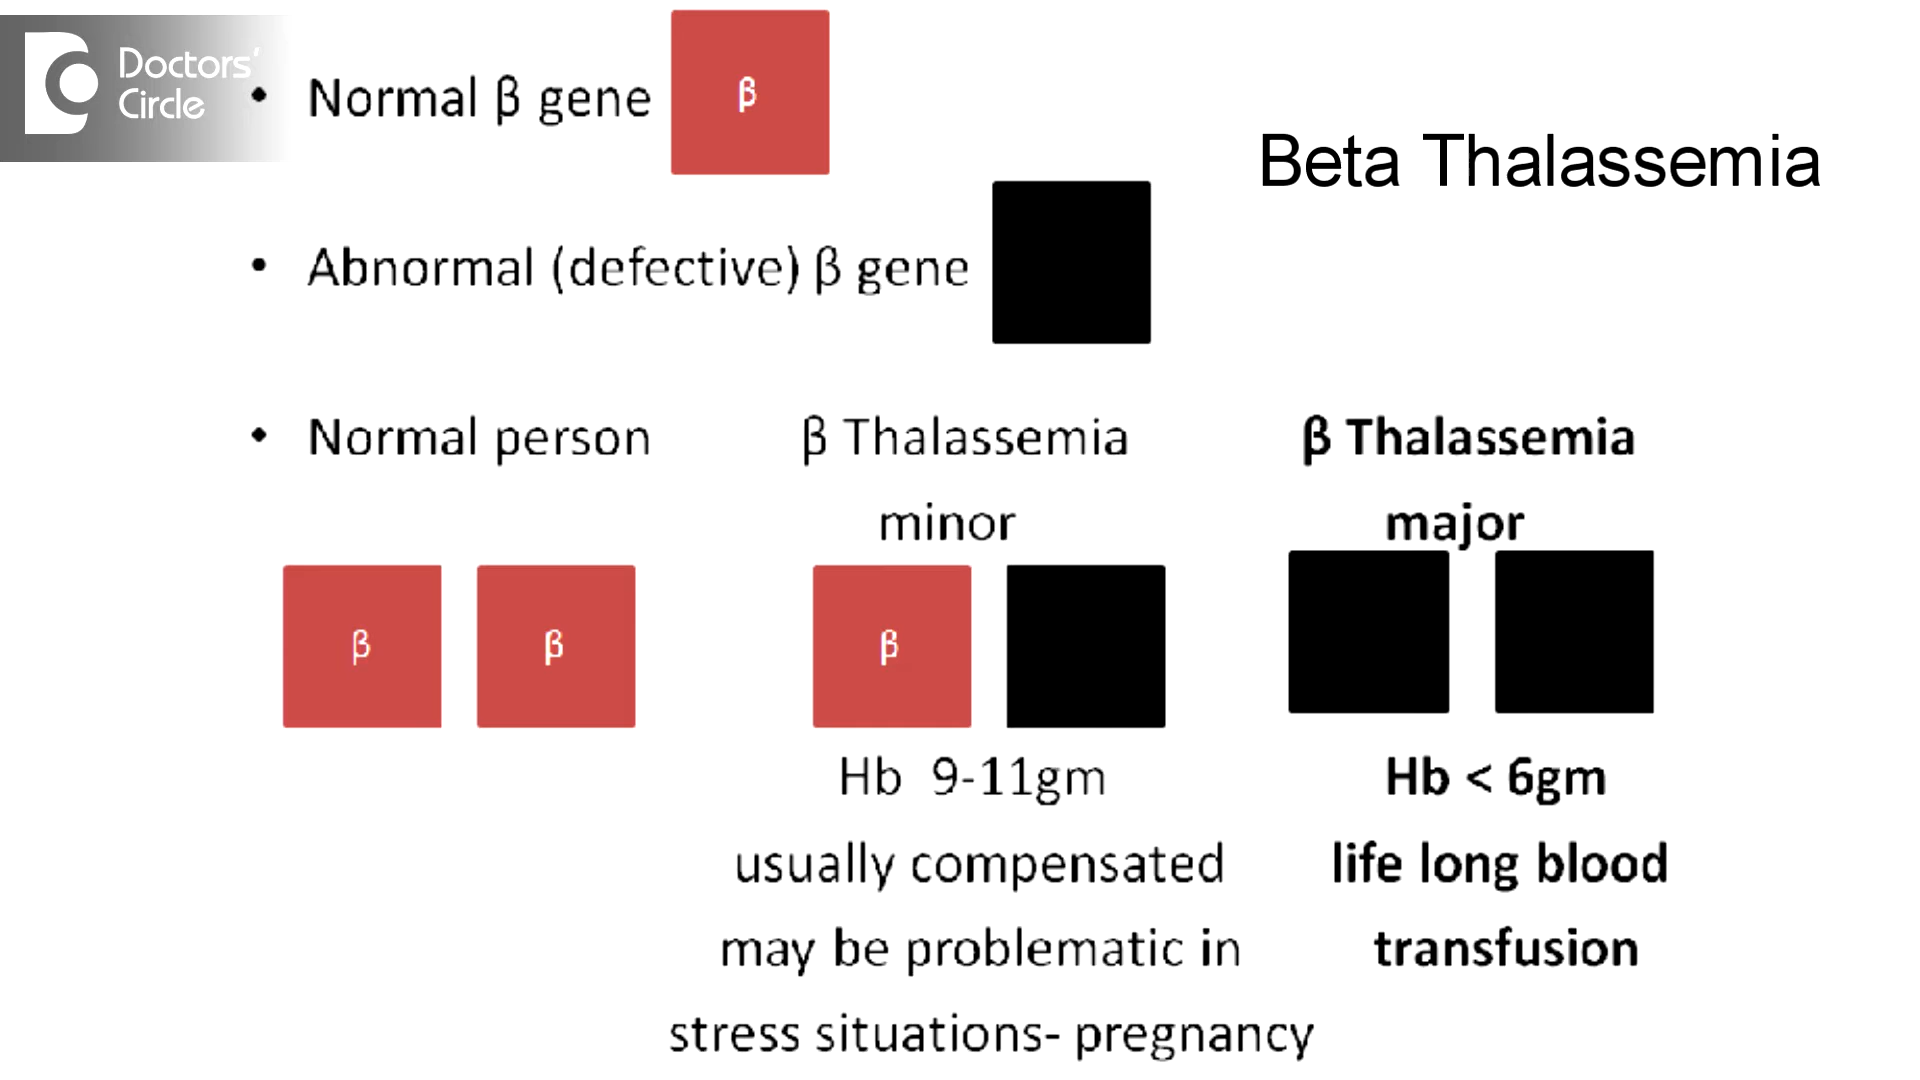 Doctors'
Circle
• Normal β gene
β
Beta Thalassemia
• Abnormal (defective) β gene
• Normal person
β Thalassemia
minor
β Thalassemia
major
β
β
β
Hb 9-11gm
usually compensated
may be problematic in
stress situations- pregnancy
Hb < 6gm
life long blood
transfusion